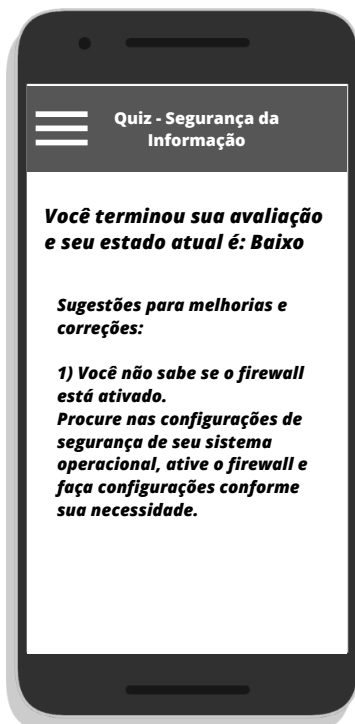 Quiz - Segurança da
Informação
Você terminou sua avaliação
e seu estado atual é: Baixo
Sugestões para melhorias e
correções:
1) Você não sabe se o firewall
está ativado.
Procure nas configurações de
segurança de seu sistema
operacional, ative o firewall e
faça configurações conforme
sua necessidade.